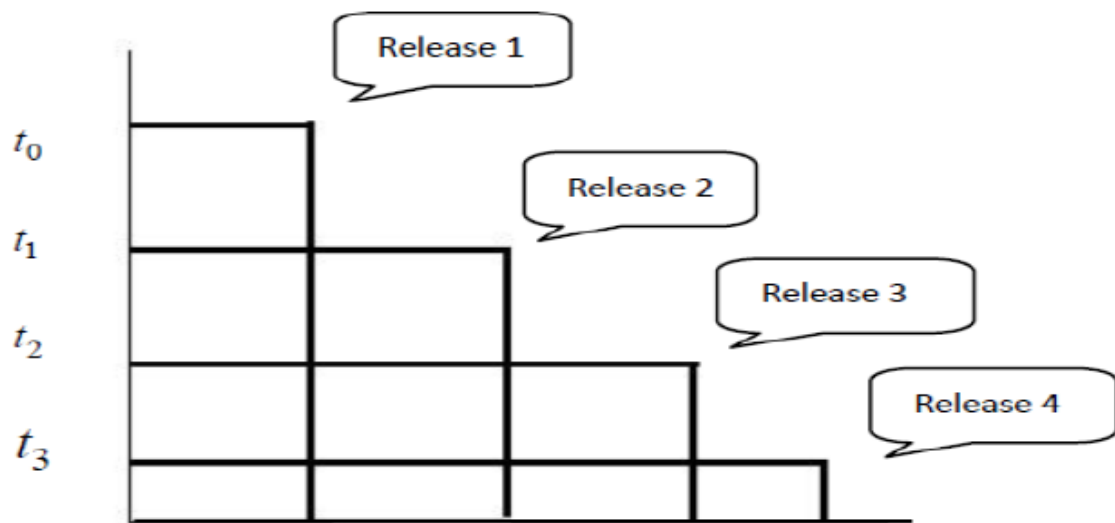 Release 1
t₀
Release 2
t₁
Release 3
t₂
Release 4
t₃